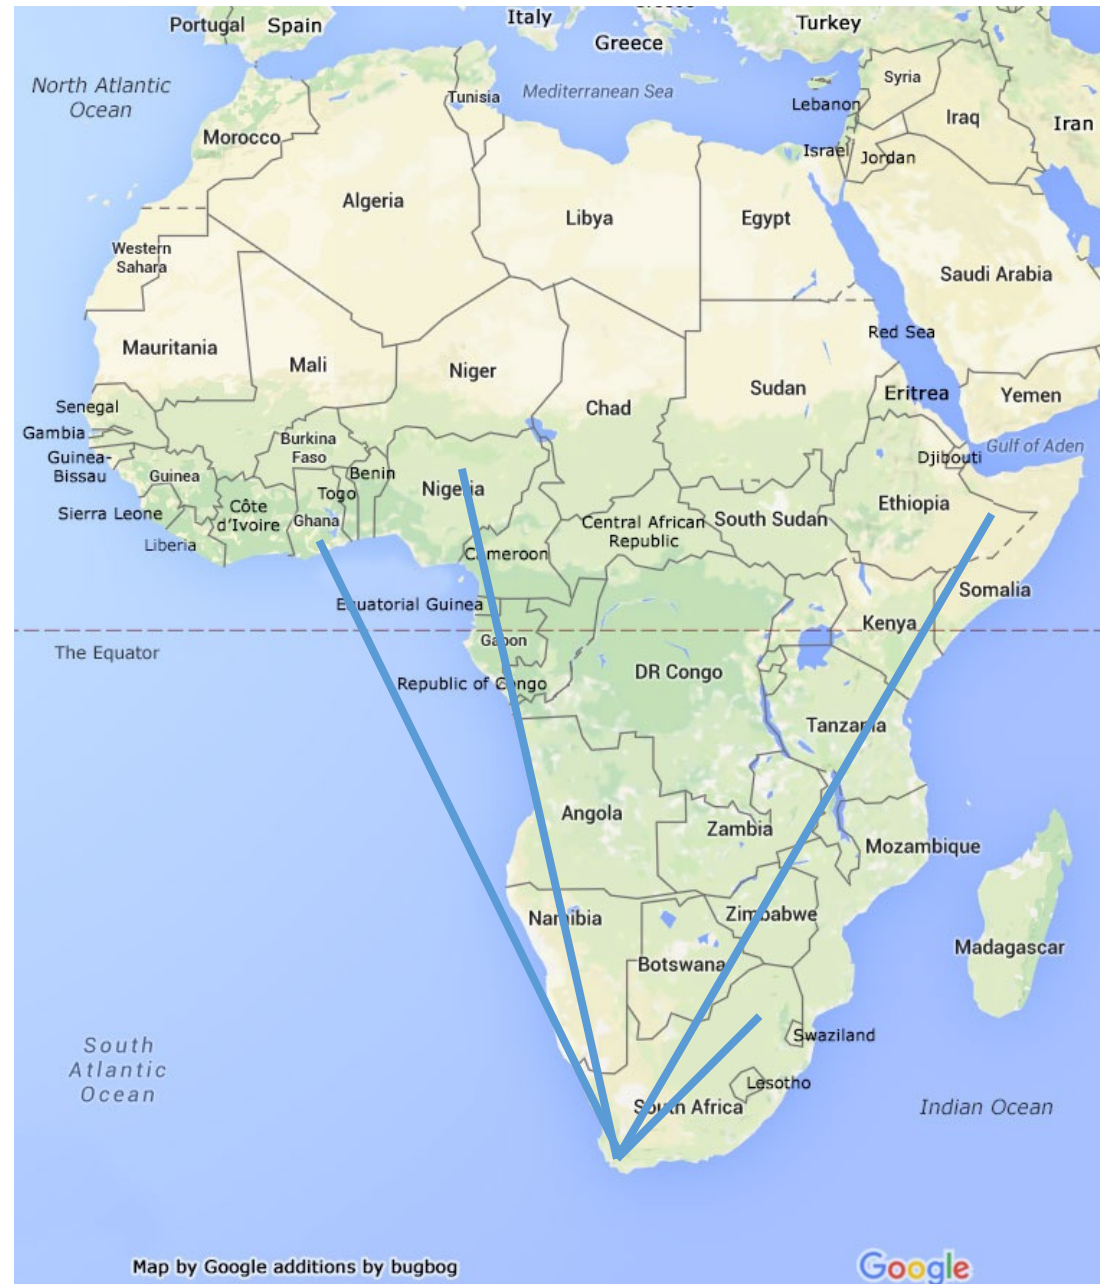 Portugal
Spain
Italy
Greece
Turkey
North Atlantic
Ocean
Mediterranean Sea
Tunisia
Syria
Lebanon
Iraq
Iran
Morocco
Israel
Jordan
Algeria
Libya
Egypt
Western
Sahara
Saudi Arabia
Red Sea
Mauritania
Mali
Niger
Chad
Sudan
Eritrea
Yemen
Senegal
Gambia
Guinea-
Bissau
Guinea
Burkina
Faso
Benin
Togo
Nigeria
Djibouti
Gulf of Aden
Sierra Leone
Côte
d'Ivoire
Ghana
Liberia
Cameroon
Central African
Republic
South Sudan
Ethiopia
Equatorial Guinea
Somalia
Gabon
Kenya
The Equator
Republic of Congo
DR Congo
Tanzania
Angola
Zambia
Mozambique
Namibia
Zimbabwe
Botswana
Madagascar
South
Atlantic
Ocean
Swaziland
Lesotho
South Africa
Indian Ocean
Map by Google additions by bugbog
Google